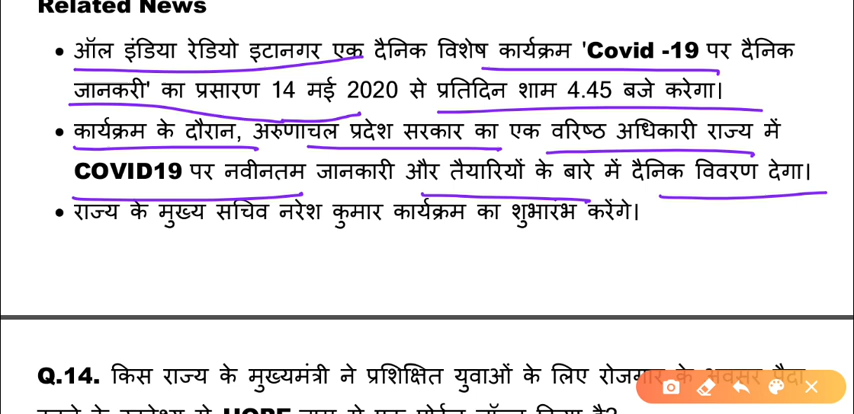 Related News
• ऑल इंडिया रेडियो इटानगर एक दैनिक विशेष कार्यक्रम 'Covid -19 पर दैनिक
जानकरी' का प्रसारण 14 मई 2020 से प्रतिदिन शाम 4.45 बजे करेगा।
• कार्यक्रम के दौरान, अरुणाचल प्रदेश सरकार का एक वरिष्ठ अधिकारी राज्य में
COVID19 पर नवीनतम जानकारी और तैयारियों के बारे में दैनिक विवरण देगा।
• राज्य के मुख्य सचिव नरेश कुमार कार्यक्रम का शुभारंभ करेंगे।
Q.14. किस राज्य के मुख्यमंत्री ने प्रशिक्षित युवाओं के लिए रोजगार के अवसर पैदा